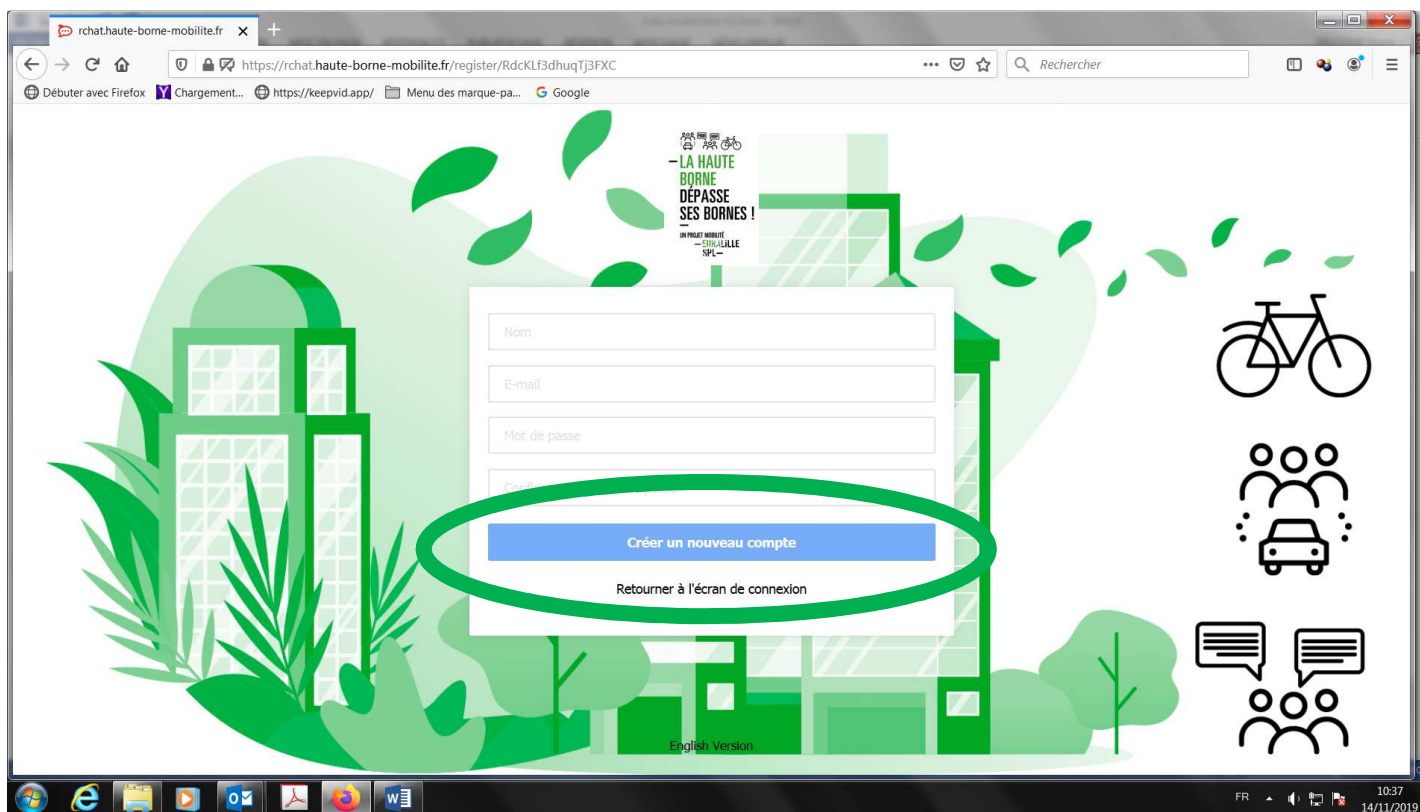 rchat.haute-borne-mobilite.fr
https://rchat.haute-borne-mobilite.fr/register/RdcKLf3dhuqTj3FXC
Rechercher
Débuter avec Firefox
Chargement...
https://keepvid.app/
Menu des marque-pa...
Google
LA HAUTE
BORNE
DÉPASSE
SES BORNES !
UN PROJET MOBILITÉ
SPL
Nom
E-mail
Mot de passe
Créer un nouveau compte
Retourner à l'écran de connexion
English Version
FR
10:37
14/11/2019